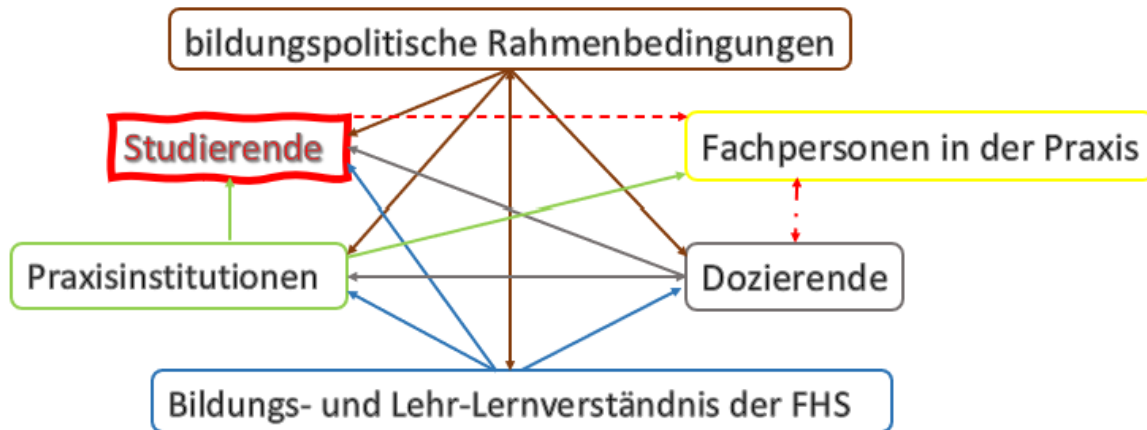 bildungspolitische Rahmenbedingungen
Studierende
Fachpersonen in der Praxis
Praxisinstitutionen
Dozierende
Bildungs- und Lehr-Lernverständnis der FHS